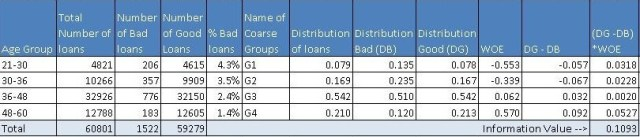 Age Group Total Number of loans Number of Bad loans Number of Good Loans % Bad loans Name of Coarse Groups Distribution of loans Distribution Bad (DB) Distribution Good (DG) WOE DG - DB (DG -DB) *WOE
21-30 4821 206 4615 4.3% G1 0.079 0.135 0.078 -0.553 -0.057 0.0318
30-36 10266 357 9909 3.5% G2 0.169 0.235 0.167 -0.339 -0.067 0.0228
36-48 32926 776 32150 2.4% G3 0.542 0.510 0.542 0.062 0.032 0.0020
48-60 12788 183 12605 1.4% G4 0.210 0.120 0.213 0.570 0.092 0.0527
Total 60801 1522 59279 Information Value --> 0.1093